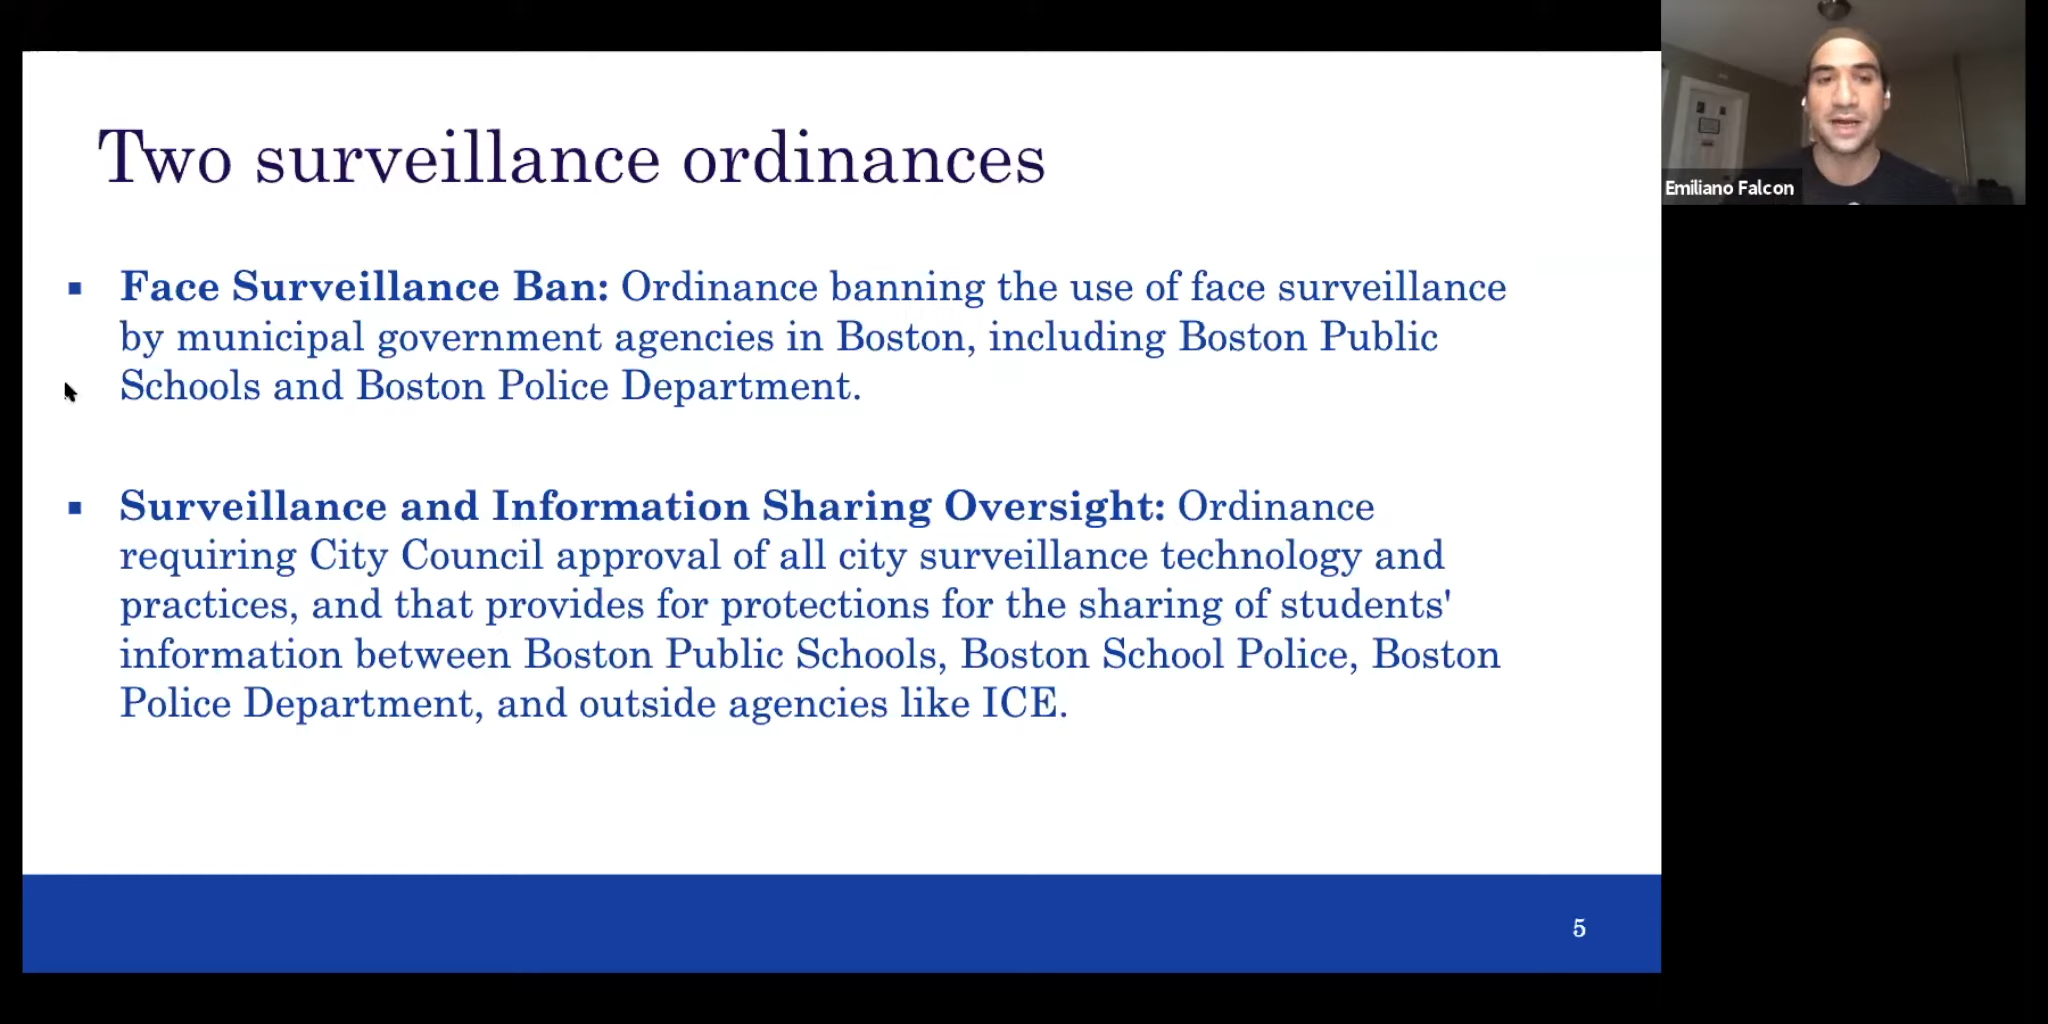 Two surveillance ordinances
Face Surveillance Ban: Ordinance banning the use of face surveillance
by municipal government agencies in Boston, including Boston Public
Schools and Boston Police Department.
Surveillance and Information Sharing Oversight: Ordinance
requiring City Council approval of all city surveillance technology and
practices, and that provides for protections for the sharing of students'
information between Boston Public Schools, Boston School Police, Boston
Police Department, and outside agencies like ICE.
5
Emiliano Falcon